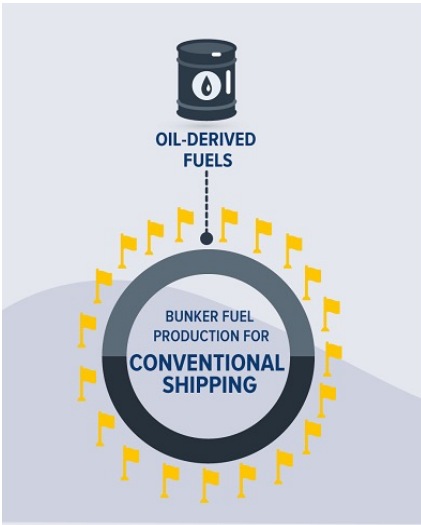 OIL-DERIVED
FUELS
BUNKER FUEL
PRODUCTION FOR
CONVENTIONAL
SHIPPING